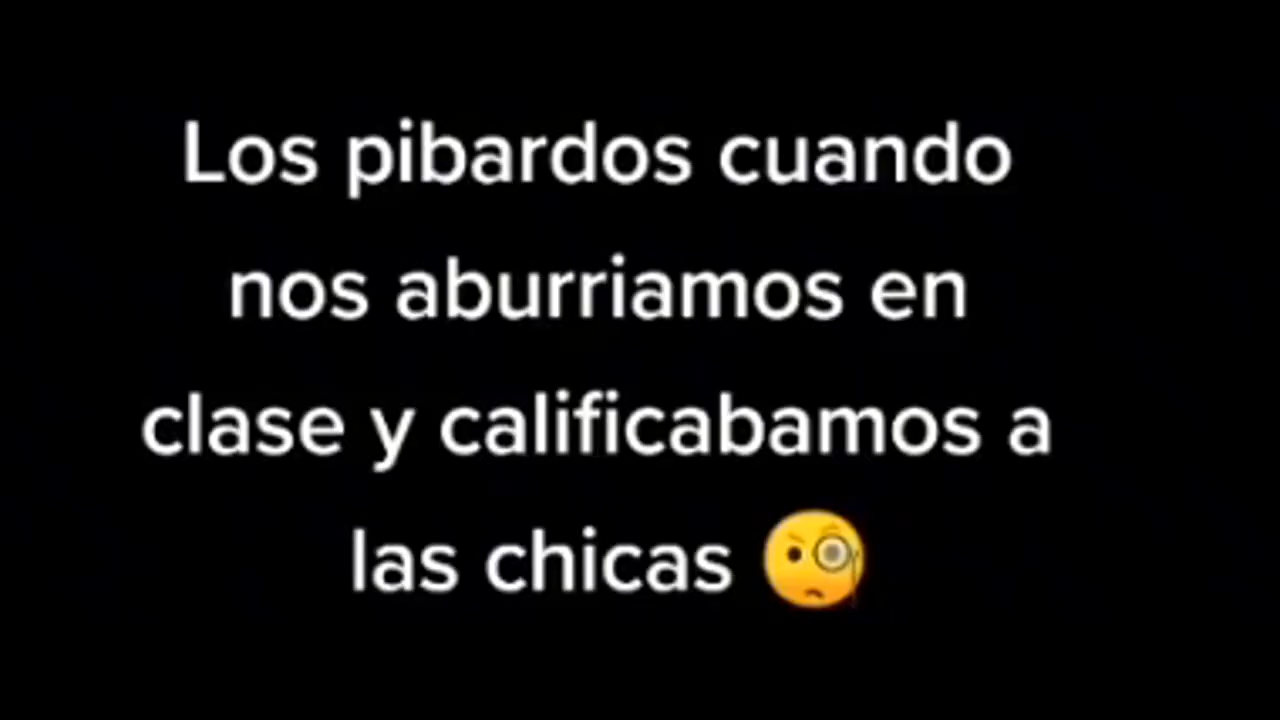 Los pibardos cuando
nos aburriamos en
clase y calificabamos a
las chicas 🧐